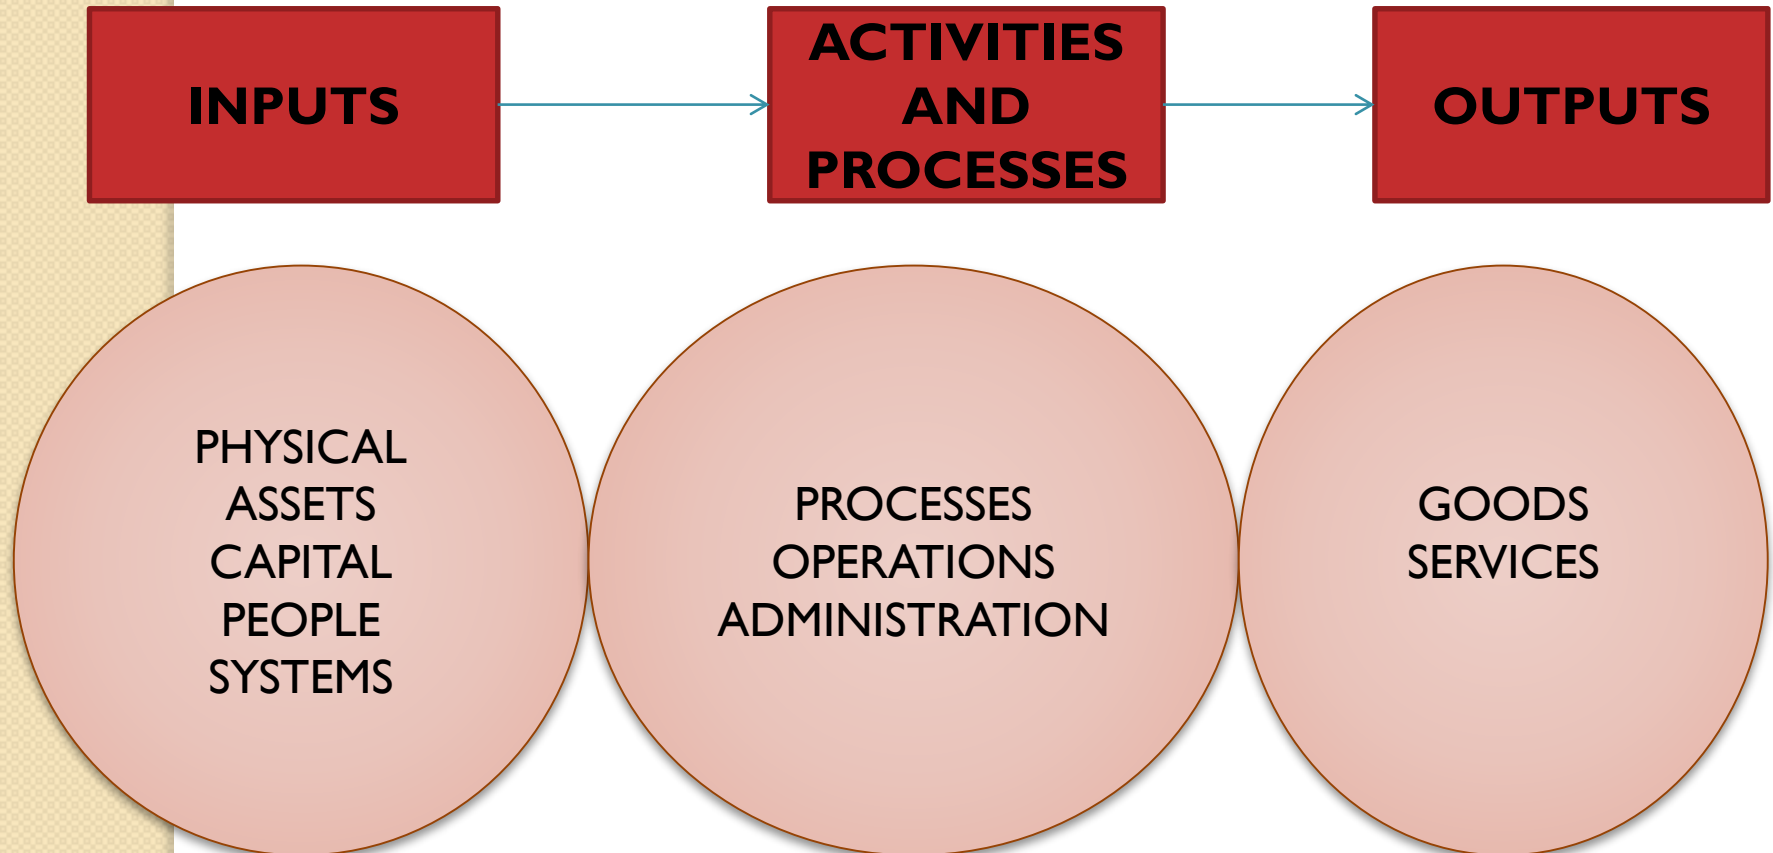 INPUTS
ACTIVITIES
AND
PROCESSES
OUTPUTS
PHYSICAL
ASSETS
CAPITAL
PEOPLE
SYSTEMS
PROCESSES
OPERATIONS
ADMINISTRATION
GOODS
SERVICES